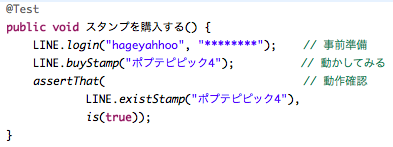 @Test
public void スタンプを購入する() {
    LINE.login("hageyahhoo", "********");    // 事前準備
    LINE.buyStamp("ポプテピピック4");    // 動かしてみる
    assertThat(    // 動作確認
        LINE.existStamp("ポプテピピック4"),
        is(true));
}